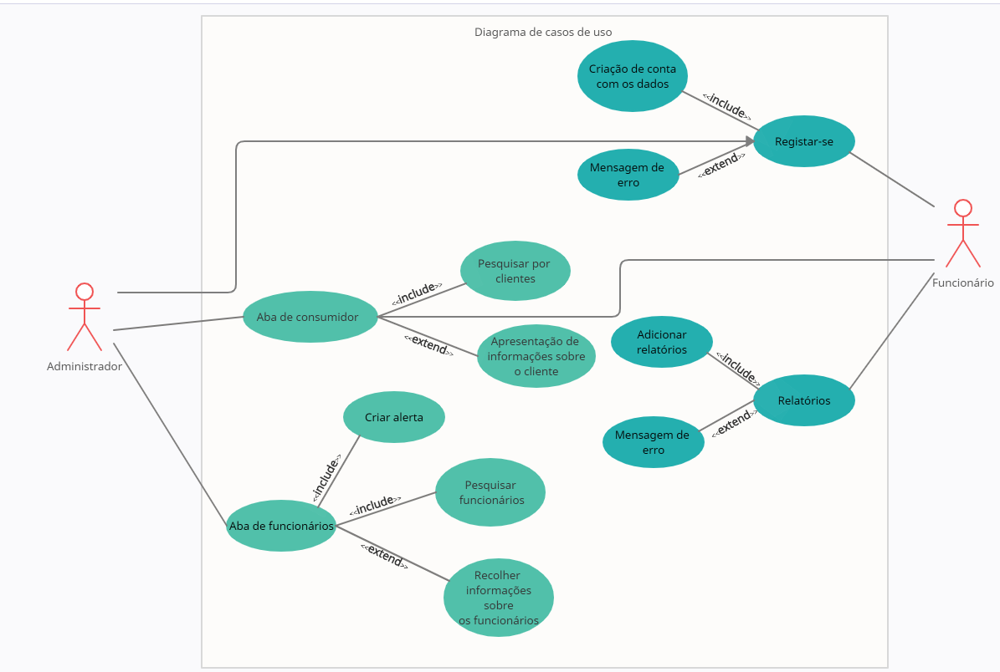 Diagrama de casos de uso
Criação de conta
com os dados
<<include>>
Registar-se
Mensagem de
erro
<<extend>>
Funcionário
Pesquisar por
clientes
<<include>>
Aba de consumidor
<<extend>>
Apresentação de
informações sobre
o cliente
Administrador
Adicionar
relatórios
<<include>>
Relatórios
<<extend>>
Mensagem de
erro
Criar alerta
<<include>>
Pesquisar
funcionários
<<include>>
Aba de funcionários
<<extend>>
Recolher
informações
sobre
os funcionários